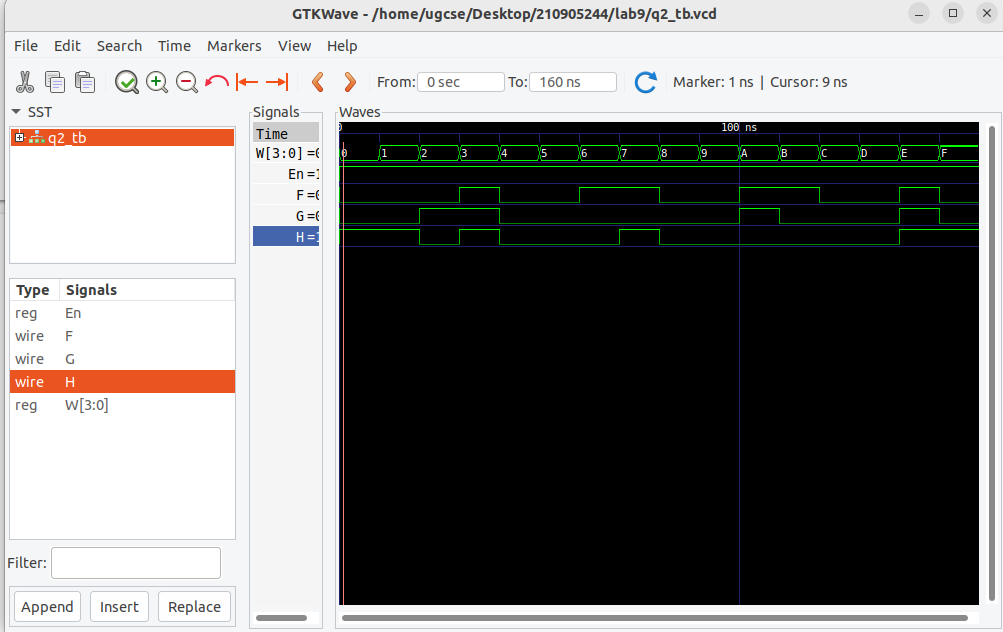 GTKWave - /home/ugcse/Desktop/210905244/lab9/q2_tb.vcd
File Edit Search Time Markers View Help
From: 0 sec To: 160 ns Marker: 1 ns | Cursor: 9 ns
SST
q2_tb
Type Signals
reg En
wire F
wire G
wire H
reg W[3:0]
Filter:
Append Insert Replace
Signals
Time
W[3:0] =0
En =1
F =0
G =0
H =1
Waves
0 100 ns
0 1 2 3 4 5 6 7 8 9 A B C D E F